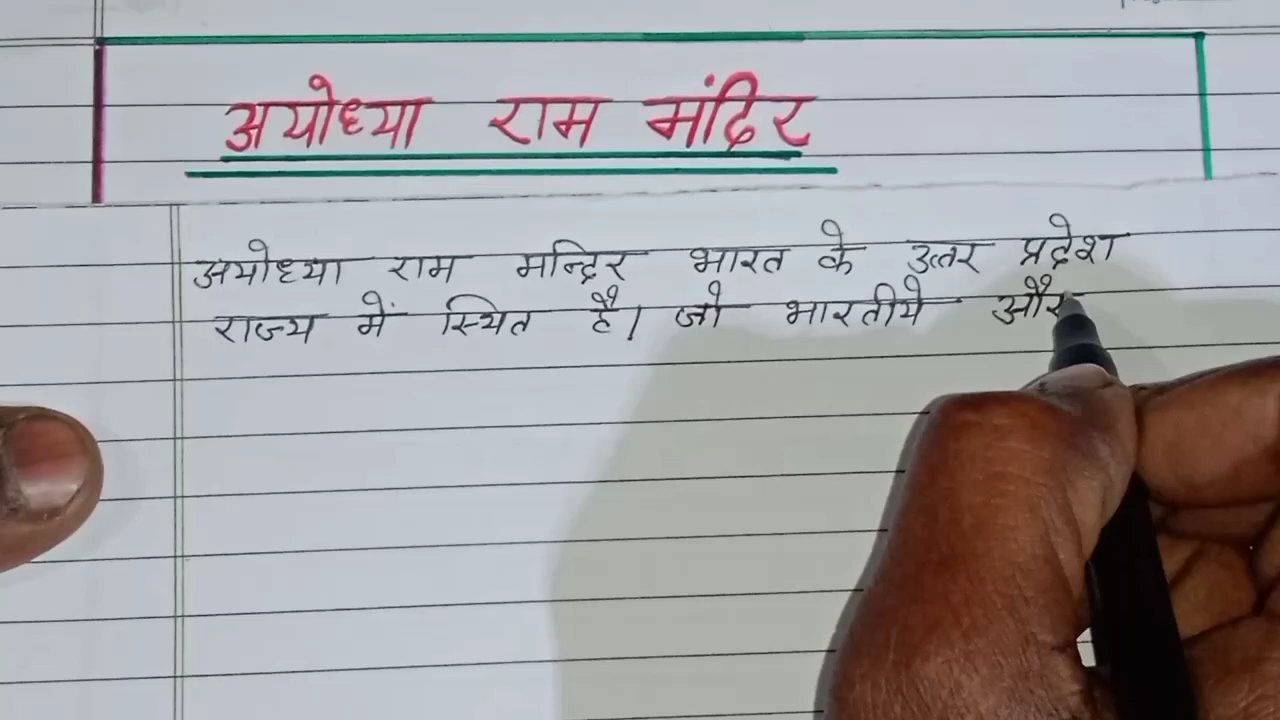 अयोध्या राम मंदिर
अयोध्या राम मन्दिर भारत के उत्तर प्रदेश
राज्य में स्थित है। जो भारतीये और